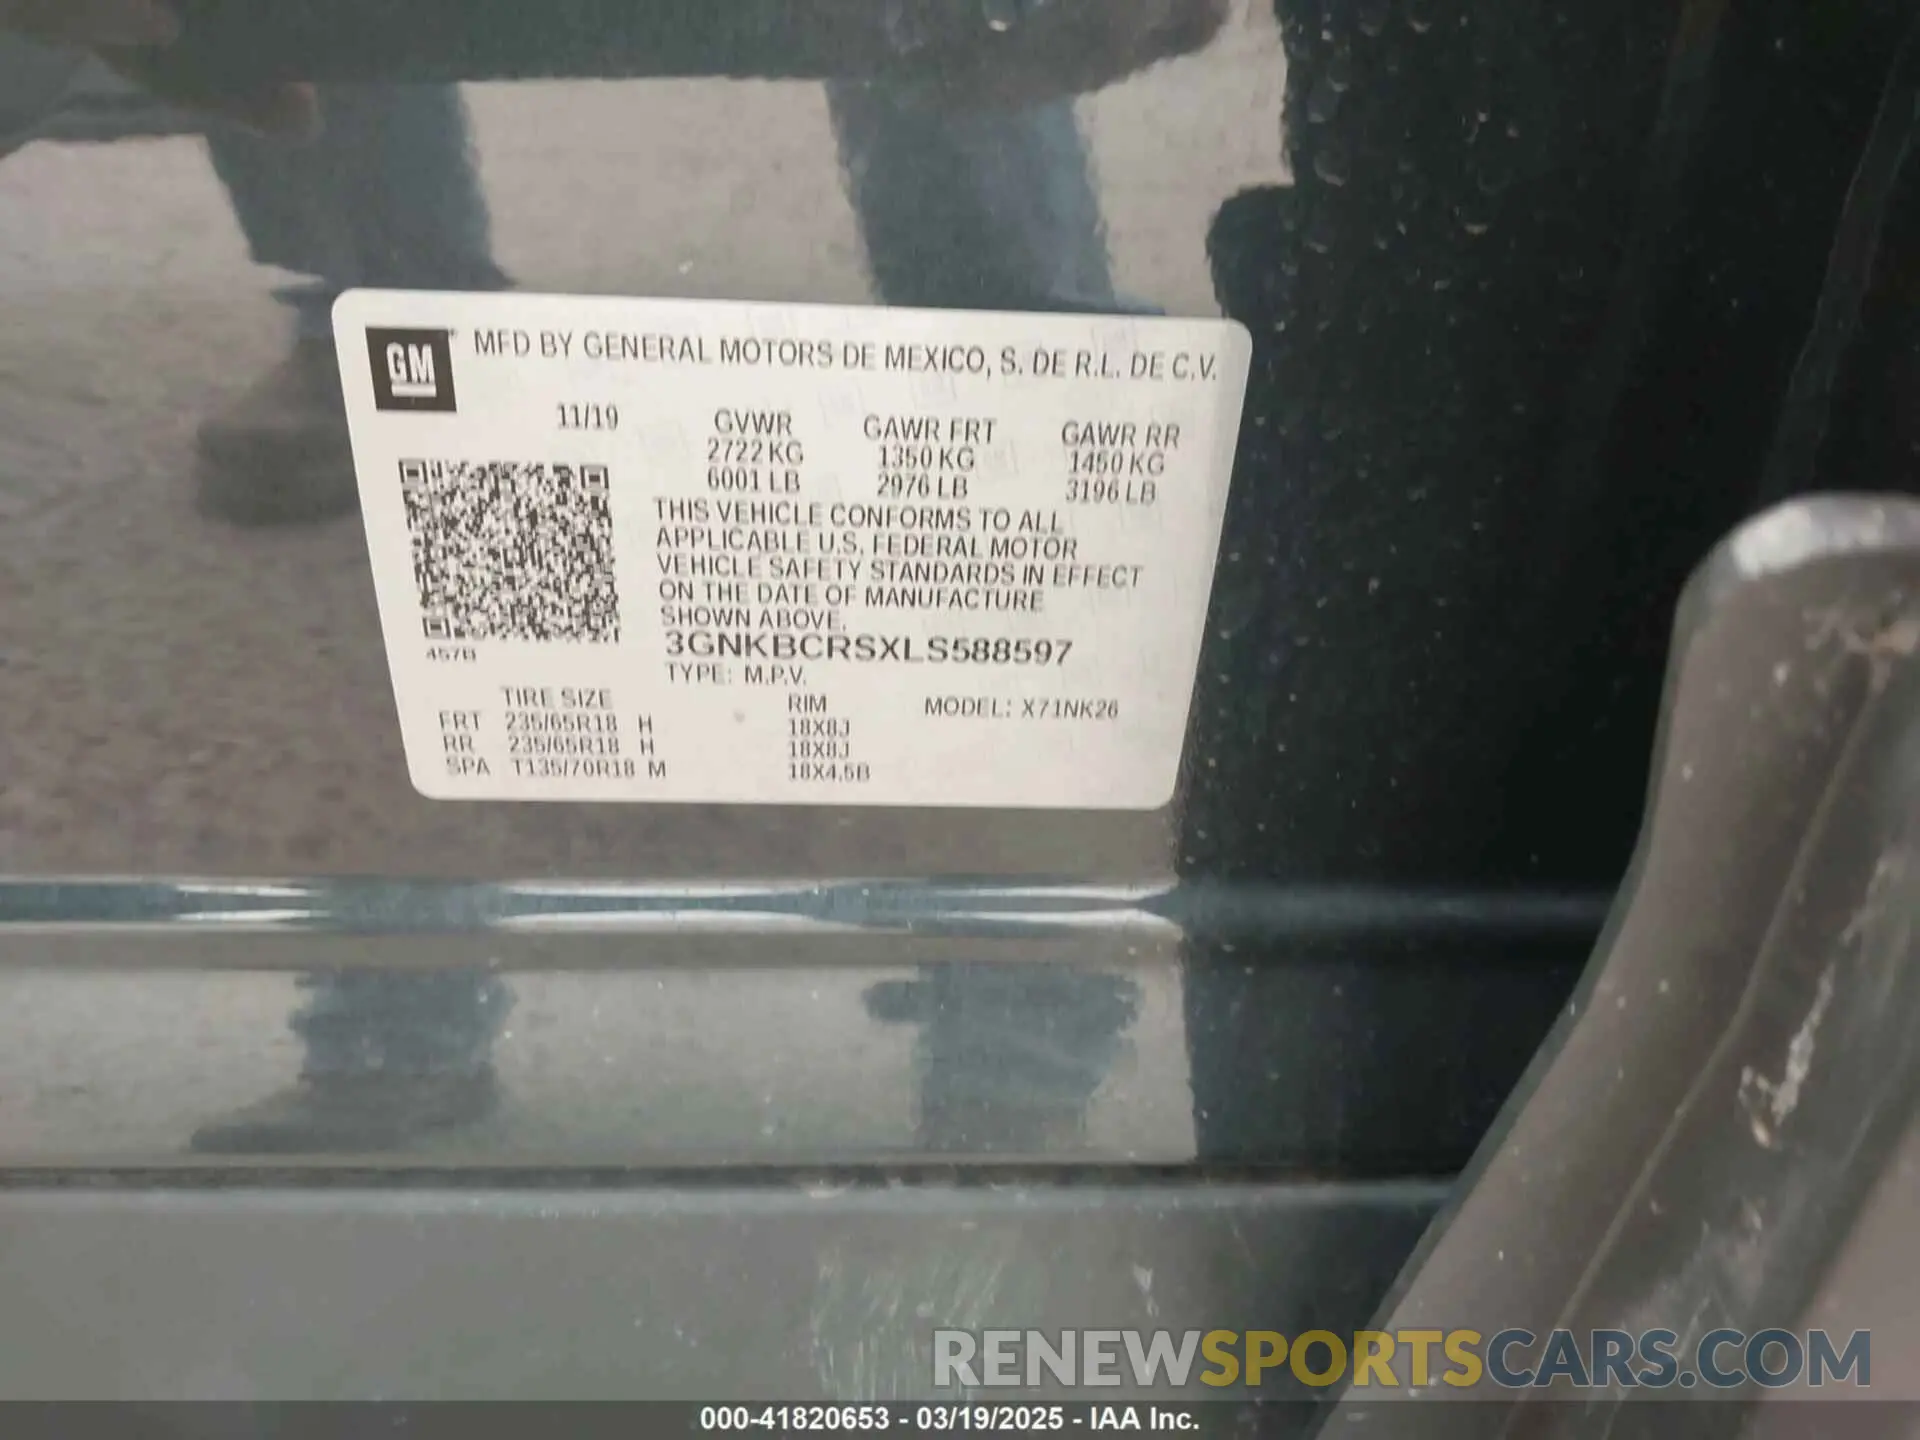 GM MFD BY GENERAL MOTORS DE MEXICO, S. DE R.L. DE C.V.
11/19 GVWR GAWR FRT GAWR RR
2722 KG 1350 KG 1450 KG
6001 LB 2976 LB 3196 LB
THIS VEHICLE CONFORMS TO ALL
APPLICABLE U.S. FEDERAL MOTOR
VEHICLE SAFETY STANDARDS IN EFFECT
ON THE DATE OF MANUFACTURE
SHOWN ABOVE.
3GNKBCRSXLS588597
457B
TYPE: M.P.V.
TIRE SIZE RIM MODEL: X71NK26
FRT 235/65R18 H 18X8J
RR 235/65R18 H 18X8J
SPA T135/70R18 M 18X4.5B
RENEWSPORTSCARS.COM
000-41820653 - 03/19/2025 - IAA Inc.